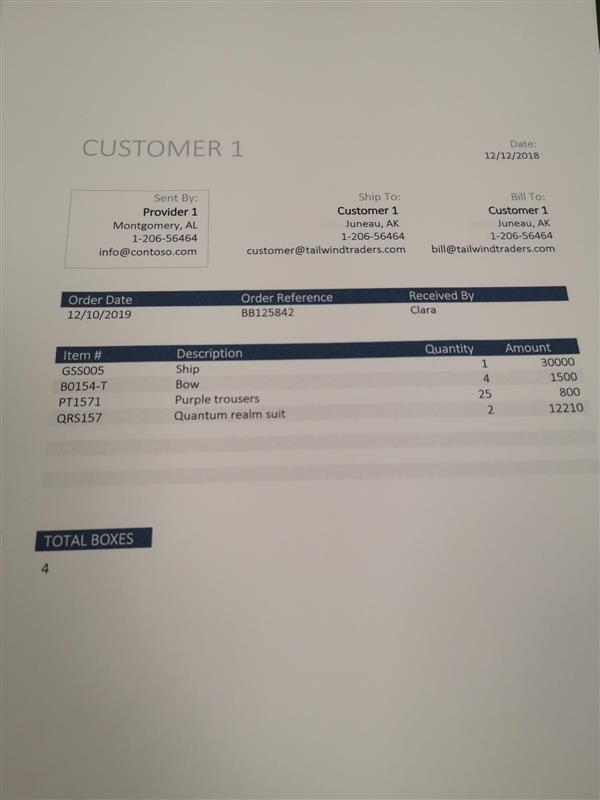 CUSTOMER 1
Date:
12/12/2018
Sent By:
Provider 1
Montgomery, AL
1-206-56464
info@contoso.com
Ship To:
Customer 1
Juneau, AK
1-206-56464
customer@tailwindtraders.com
Bill To:
Customer 1
Juneau, AK
1-206-56464
bill@tailwindtraders.com
Order Date Order Reference Received By
12/10/2019 BB125842 Clara
Item # Description Quantity Amount
GSS005 Ship 1 30000
B0154-T Bow 4 1500
PT1571 Purple trousers 25 800
QRS157 Quantum realm suit 2 12210
TOTAL BOXES
4